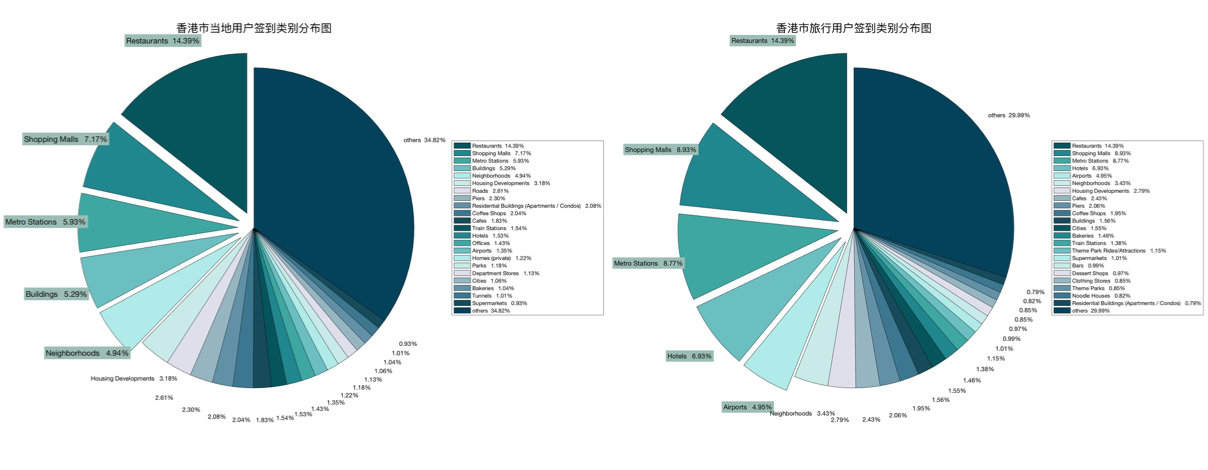 香港市当地用户签到类别分布图
Restaurants 14.39%
Shopping Malls 7.17%
Metro Stations 5.93%
Buildings 5.29%
Neighborhoods 4.94%
Housing Developments 3.18%
2.61%
2.30%
2.08%
2.04%
1.83%
1.54%
1.53%
1.43%
1.35%
1.22%
1.18%
1.13%
1.06%
1.04%
1.01%
0.93%
others 34.82%
Restaurants 14.39%
Shopping Malls 7.17%
Metro Stations 5.93%
Buildings 5.29%
Neighborhoods 4.94%
Housing Developments 3.18%
Roads 2.61%
Piers 2.30%
Residential Buildings (Apartments / Condos) 2.08%
Coffee Shops 2.04%
Cafes 1.83%
Train Stations 1.54%
Hotels 1.53%
Offices 1.43%
Airports 1.35%
Homes (private) 1.22%
Parks 1.18%
Department Stores 1.13%
Cities 1.06%
Bakeries 1.04%
Tunnels 1.01%
Supermarkets 0.93%
others 34.82%
香港市旅行用户签到类别分布图
Restaurants 14.39%
Shopping Malls 8.93%
Metro Stations 8.77%
Hotels 6.93%
Airports 4.95%
Neighborhoods 3.43%
2.79%
2.43%
2.06%
1.95%
1.56%
1.55%
1.46%
1.38%
1.15%
1.01%
0.99%
0.97%
0.85%
0.85%
0.82%
0.79%
others 29.99%
Restaurants 14.39%
Shopping Malls 8.93%
Metro Stations 8.77%
Hotels 6.93%
Airports 4.95%
Neighborhoods 3.43%
Housing Developments 2.79%
Cafes 2.43%
Piers 2.06%
Coffee Shops 1.95%
Buildings 1.56%
Cities 1.55%
Bakeries 1.46%
Train Stations 1.38%
Theme Park Rides/Attractions 1.15%
Supermarkets 1.01%
Bars 0.99%
Dessert Shops 0.97%
Clothing Stores 0.85%
Theme Parks 0.85%
Noodle Houses 0.82%
Residential Buildings (Apartments / Condos) 0.79%
others 29.99%